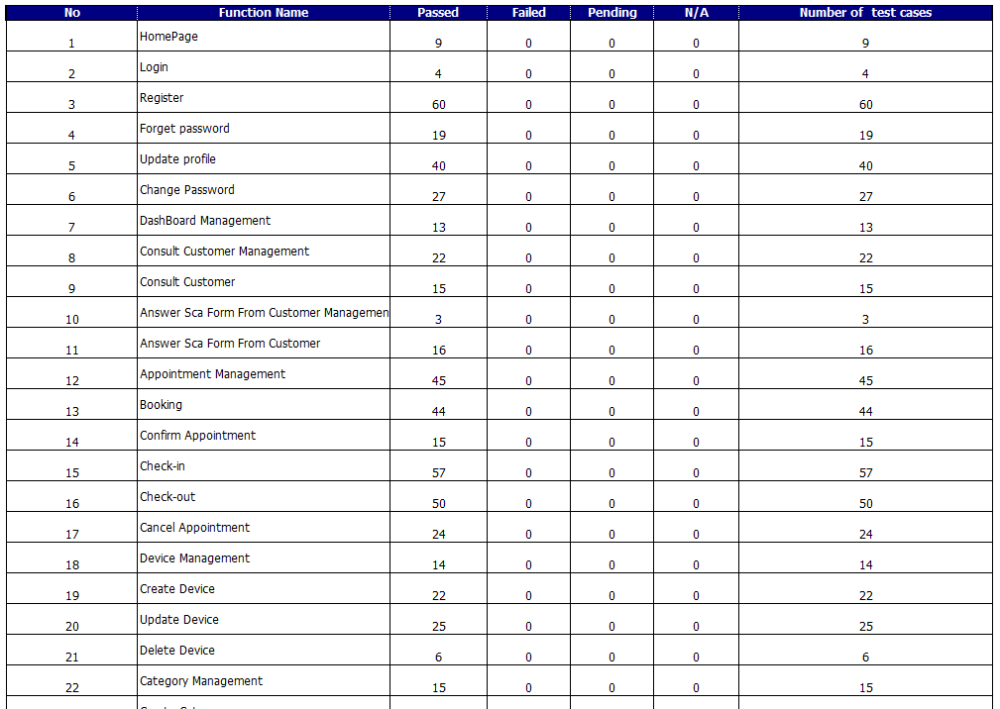 No Function Name Passed Failed Pending N/A Number of test cases
1 HomePage 9 0 0 0 9
2 Login 4 0 0 0 4
3 Register 60 0 0 0 60
4 Forget password 19 0 0 0 19
5 Update profile 40 0 0 0 40
6 Change Password 27 0 0 0 27
7 DashBoard Management 13 0 0 0 13
8 Consult Customer Management 22 0 0 0 22
9 Consult Customer 15 0 0 0 15
10 Answer Sca Form From Customer Managemen 3 0 0 0 3
11 Answer Sca Form From Customer 16 0 0 0 16
12 Appointment Management 45 0 0 0 45
13 Booking 44 0 0 0 44
14 Confirm Appointment 15 0 0 0 15
15 Check-in 57 0 0 0 57
16 Check-out 50 0 0 0 50
17 Cancel Appointment 24 0 0 0 24
18 Device Management 14 0 0 0 14
19 Create Device 22 0 0 0 22
20 Update Device 25 0 0 0 25
21 Delete Device 6 0 0 0 6
22 Category Management 15 0 0 0 15